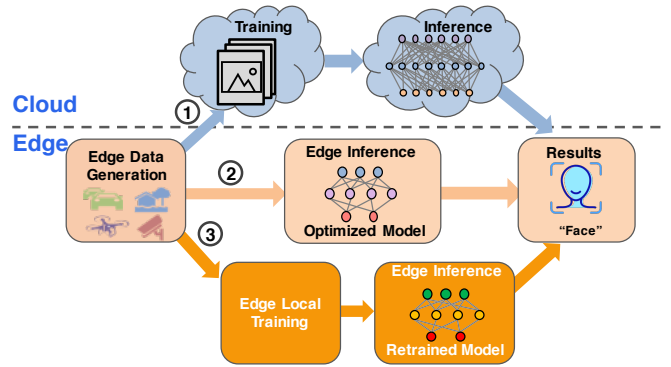 Training
Inference
Cloud
1
Edge
Edge Data
Generation
2
Edge Inference
Optimized Model
Results
“Face”
3
Edge Local
Training
Edge Inference
Retrained Model